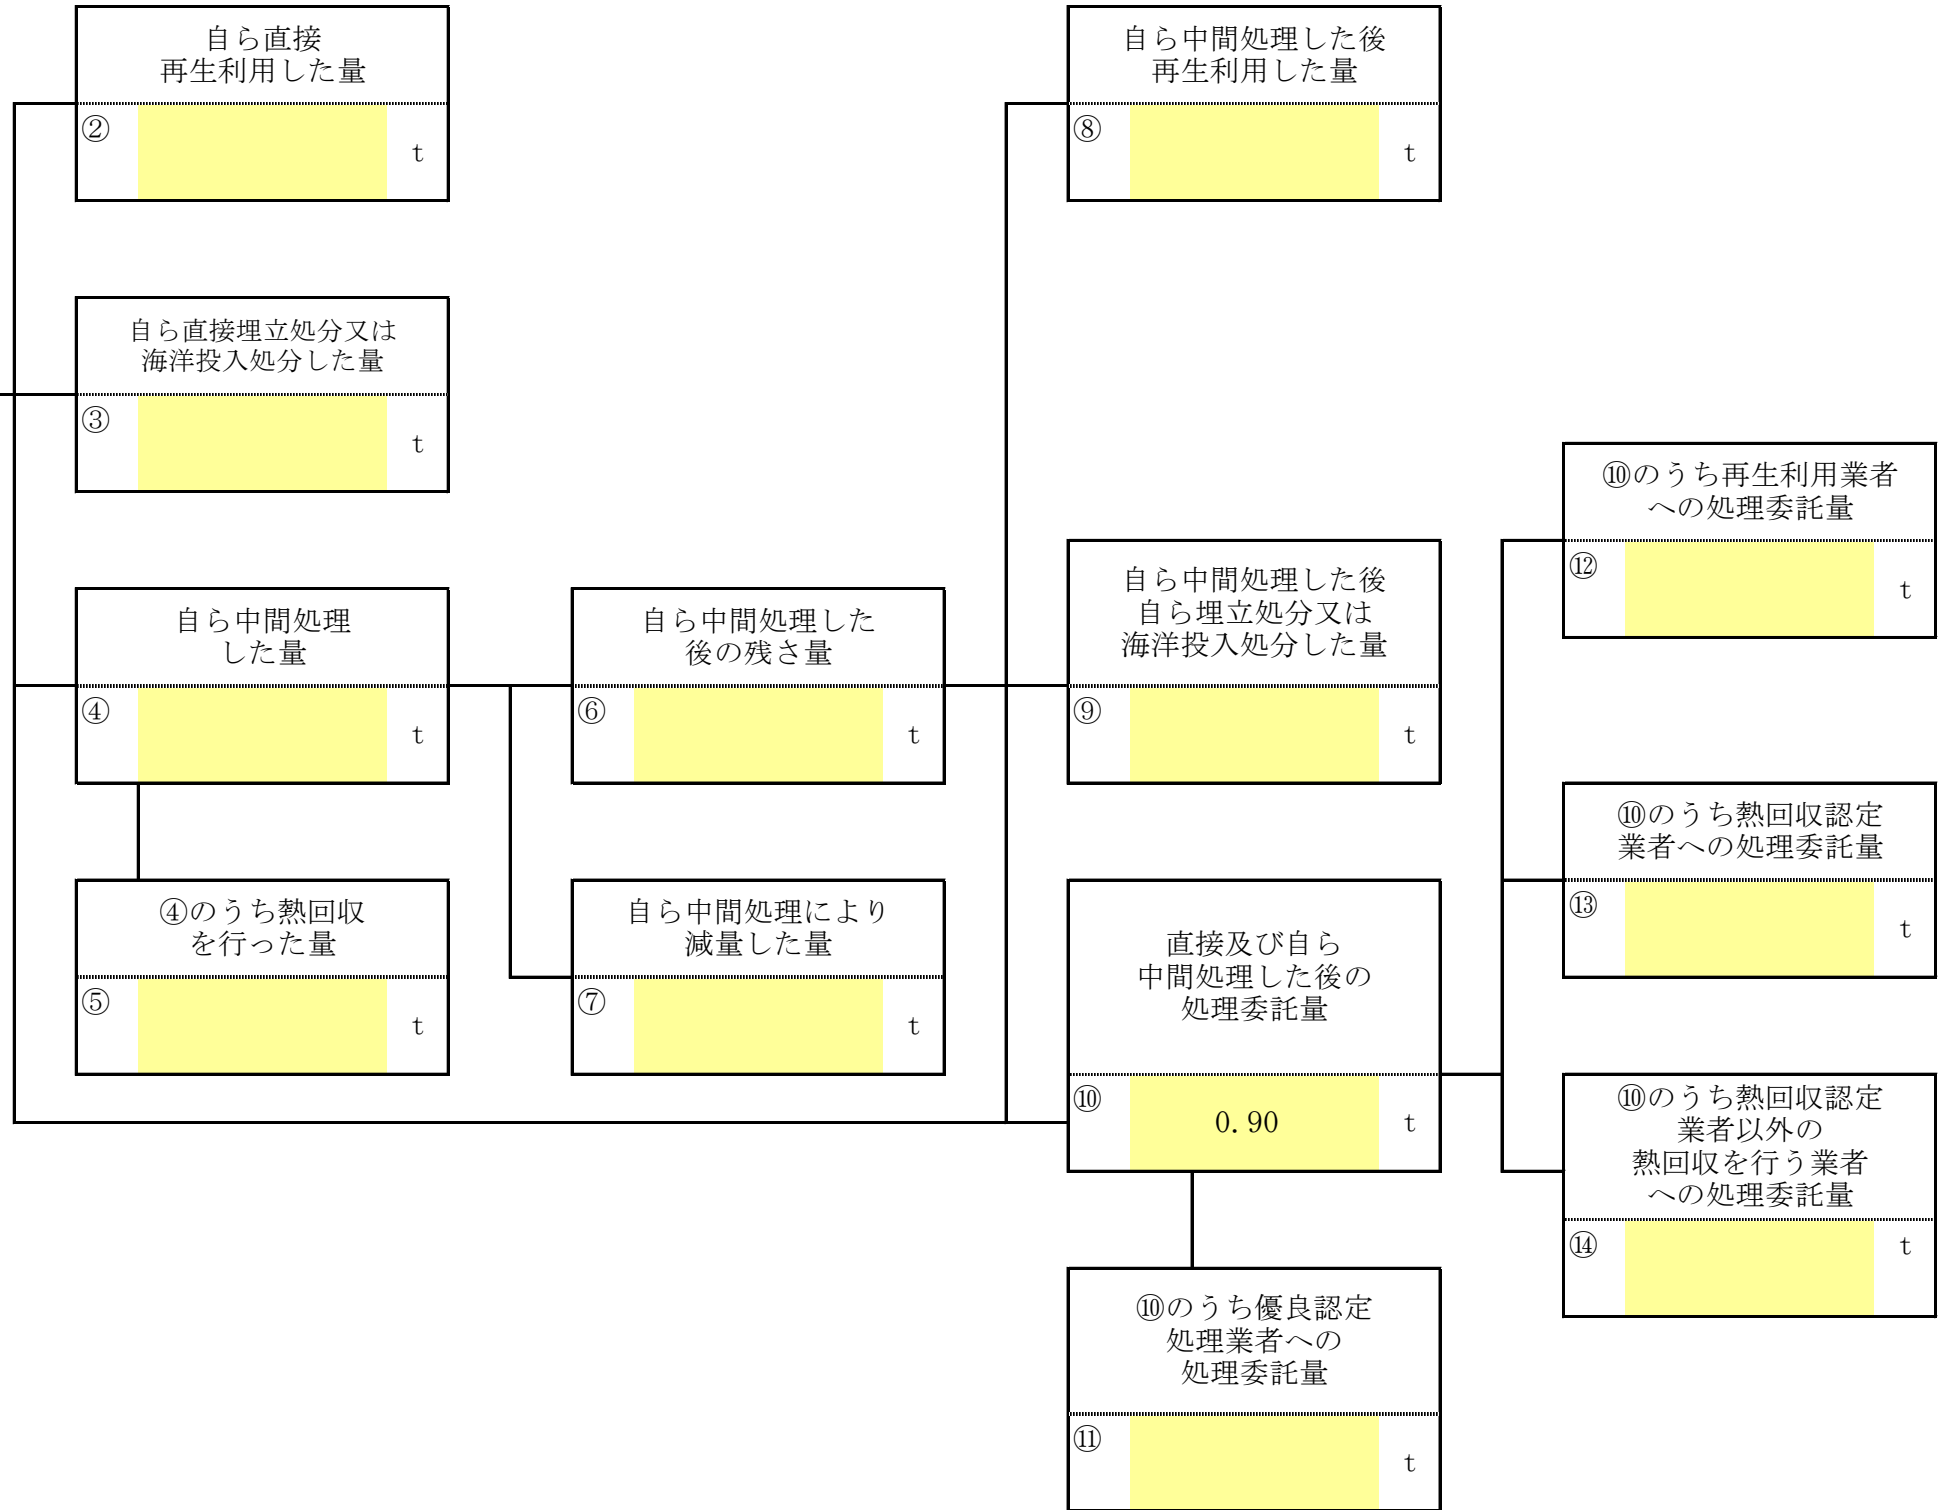 自ら直接
再生利用した量
②
t
自ら中間処理した後
再生利用した量
⑧
t
自ら直接埋立処分又は
海洋投入処分した量
③
t
⑩のうち再生利用業者
への処理委託量
⑫
t
自ら中間処理
した量
④
t
自ら中間処理した
後の残さ量
⑥
t
自ら中間処理した後
自ら埋立処分又は
海洋投入処分した量
⑨
t
⑩のうち熱回収認定
業者への処理委託量
⑬
t
④のうち熱回収
を行った量
⑤
t
自ら中間処理により
減量した量
⑦
t
直接及び自ら
中間処理した後の
処理委託量
⑩
0.90
t
⑩のうち熱回収認定
業者以外の
熱回収を行う業者
への処理委託量
⑭
t
⑩のうち優良認定
処理業者への
処理委託量
⑪
t